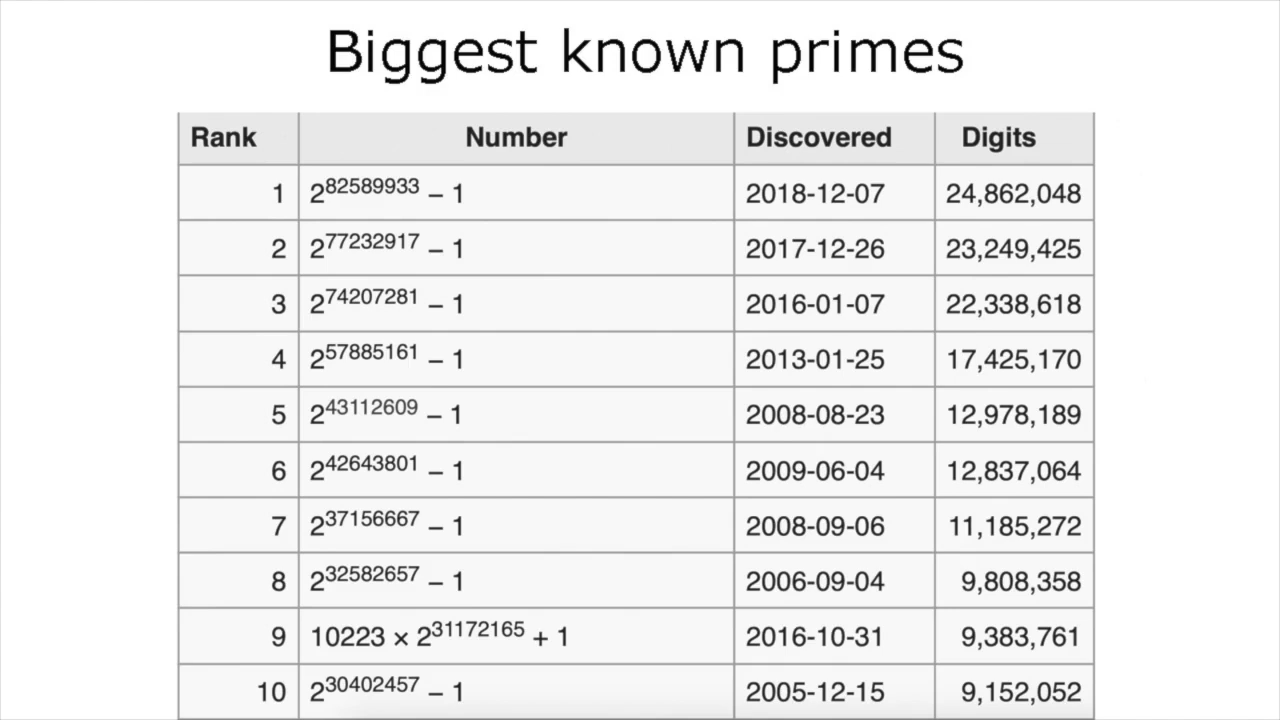 Biggest known primes
Rank Number Discovered Digits
1 2^82589933 – 1 2018-12-07 24,862,048
2 2^77232917 – 1 2017-12-26 23,249,425
3 2^74207281 – 1 2016-01-07 22,338,618
4 2^57885161 – 1 2013-01-25 17,425,170
5 2^43112609 – 1 2008-08-23 12,978,189
6 2^42643801 – 1 2009-06-04 12,837,064
7 2^37156667 – 1 2008-09-06 11,185,272
8 2^32582657 – 1 2006-09-04 9,808,358
9 10223 × 2^31172165 + 1 2016-10-31 9,383,761
10 2^30402457 – 1 2005-12-15 9,152,052